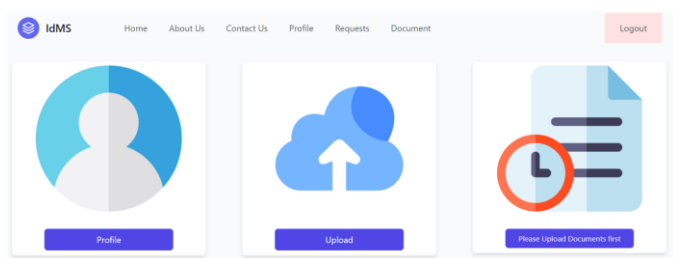 IdMS Home About Us Contact Us Profile Requests Document Logout
Profile Upload Please Upload Documents first